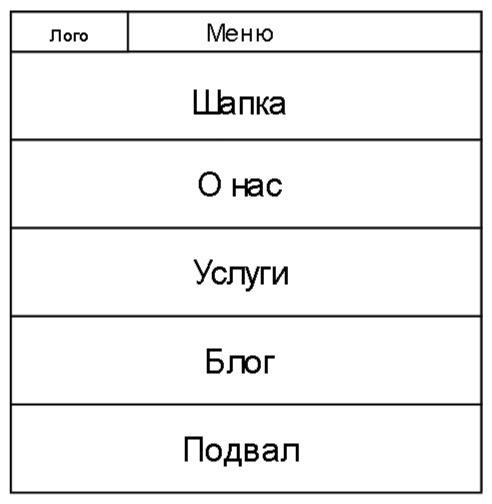 Лого
Меню
Шапка
О нас
Услуги
Блог
Подвал